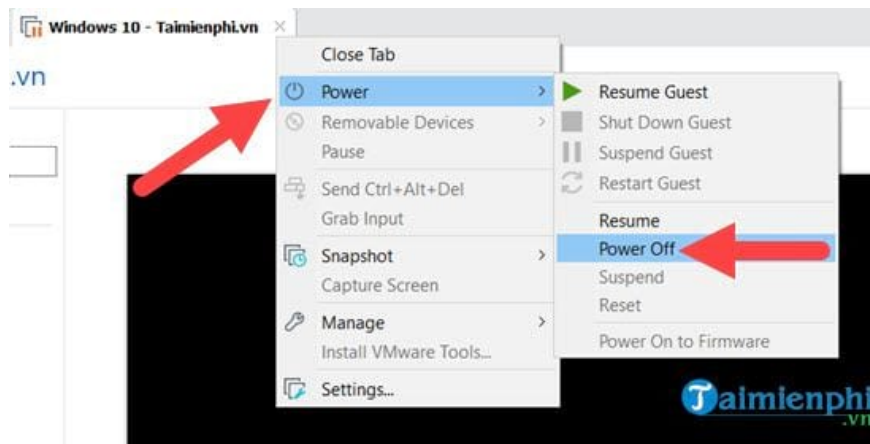 Windows 10 - Taimienphi.vn
.vn
Close Tab
Power
Removable Devices
Pause
Send Ctrl+Alt+Del
Grab Input
Snapshot
Capture Screen
Manage
Install VMware Tools...
Settings...
Resume Guest
Shut Down Guest
Suspend Guest
Restart Guest
Resume
Power Off
Suspend
Reset
Power On to Firmware
Taimienphi
.vn